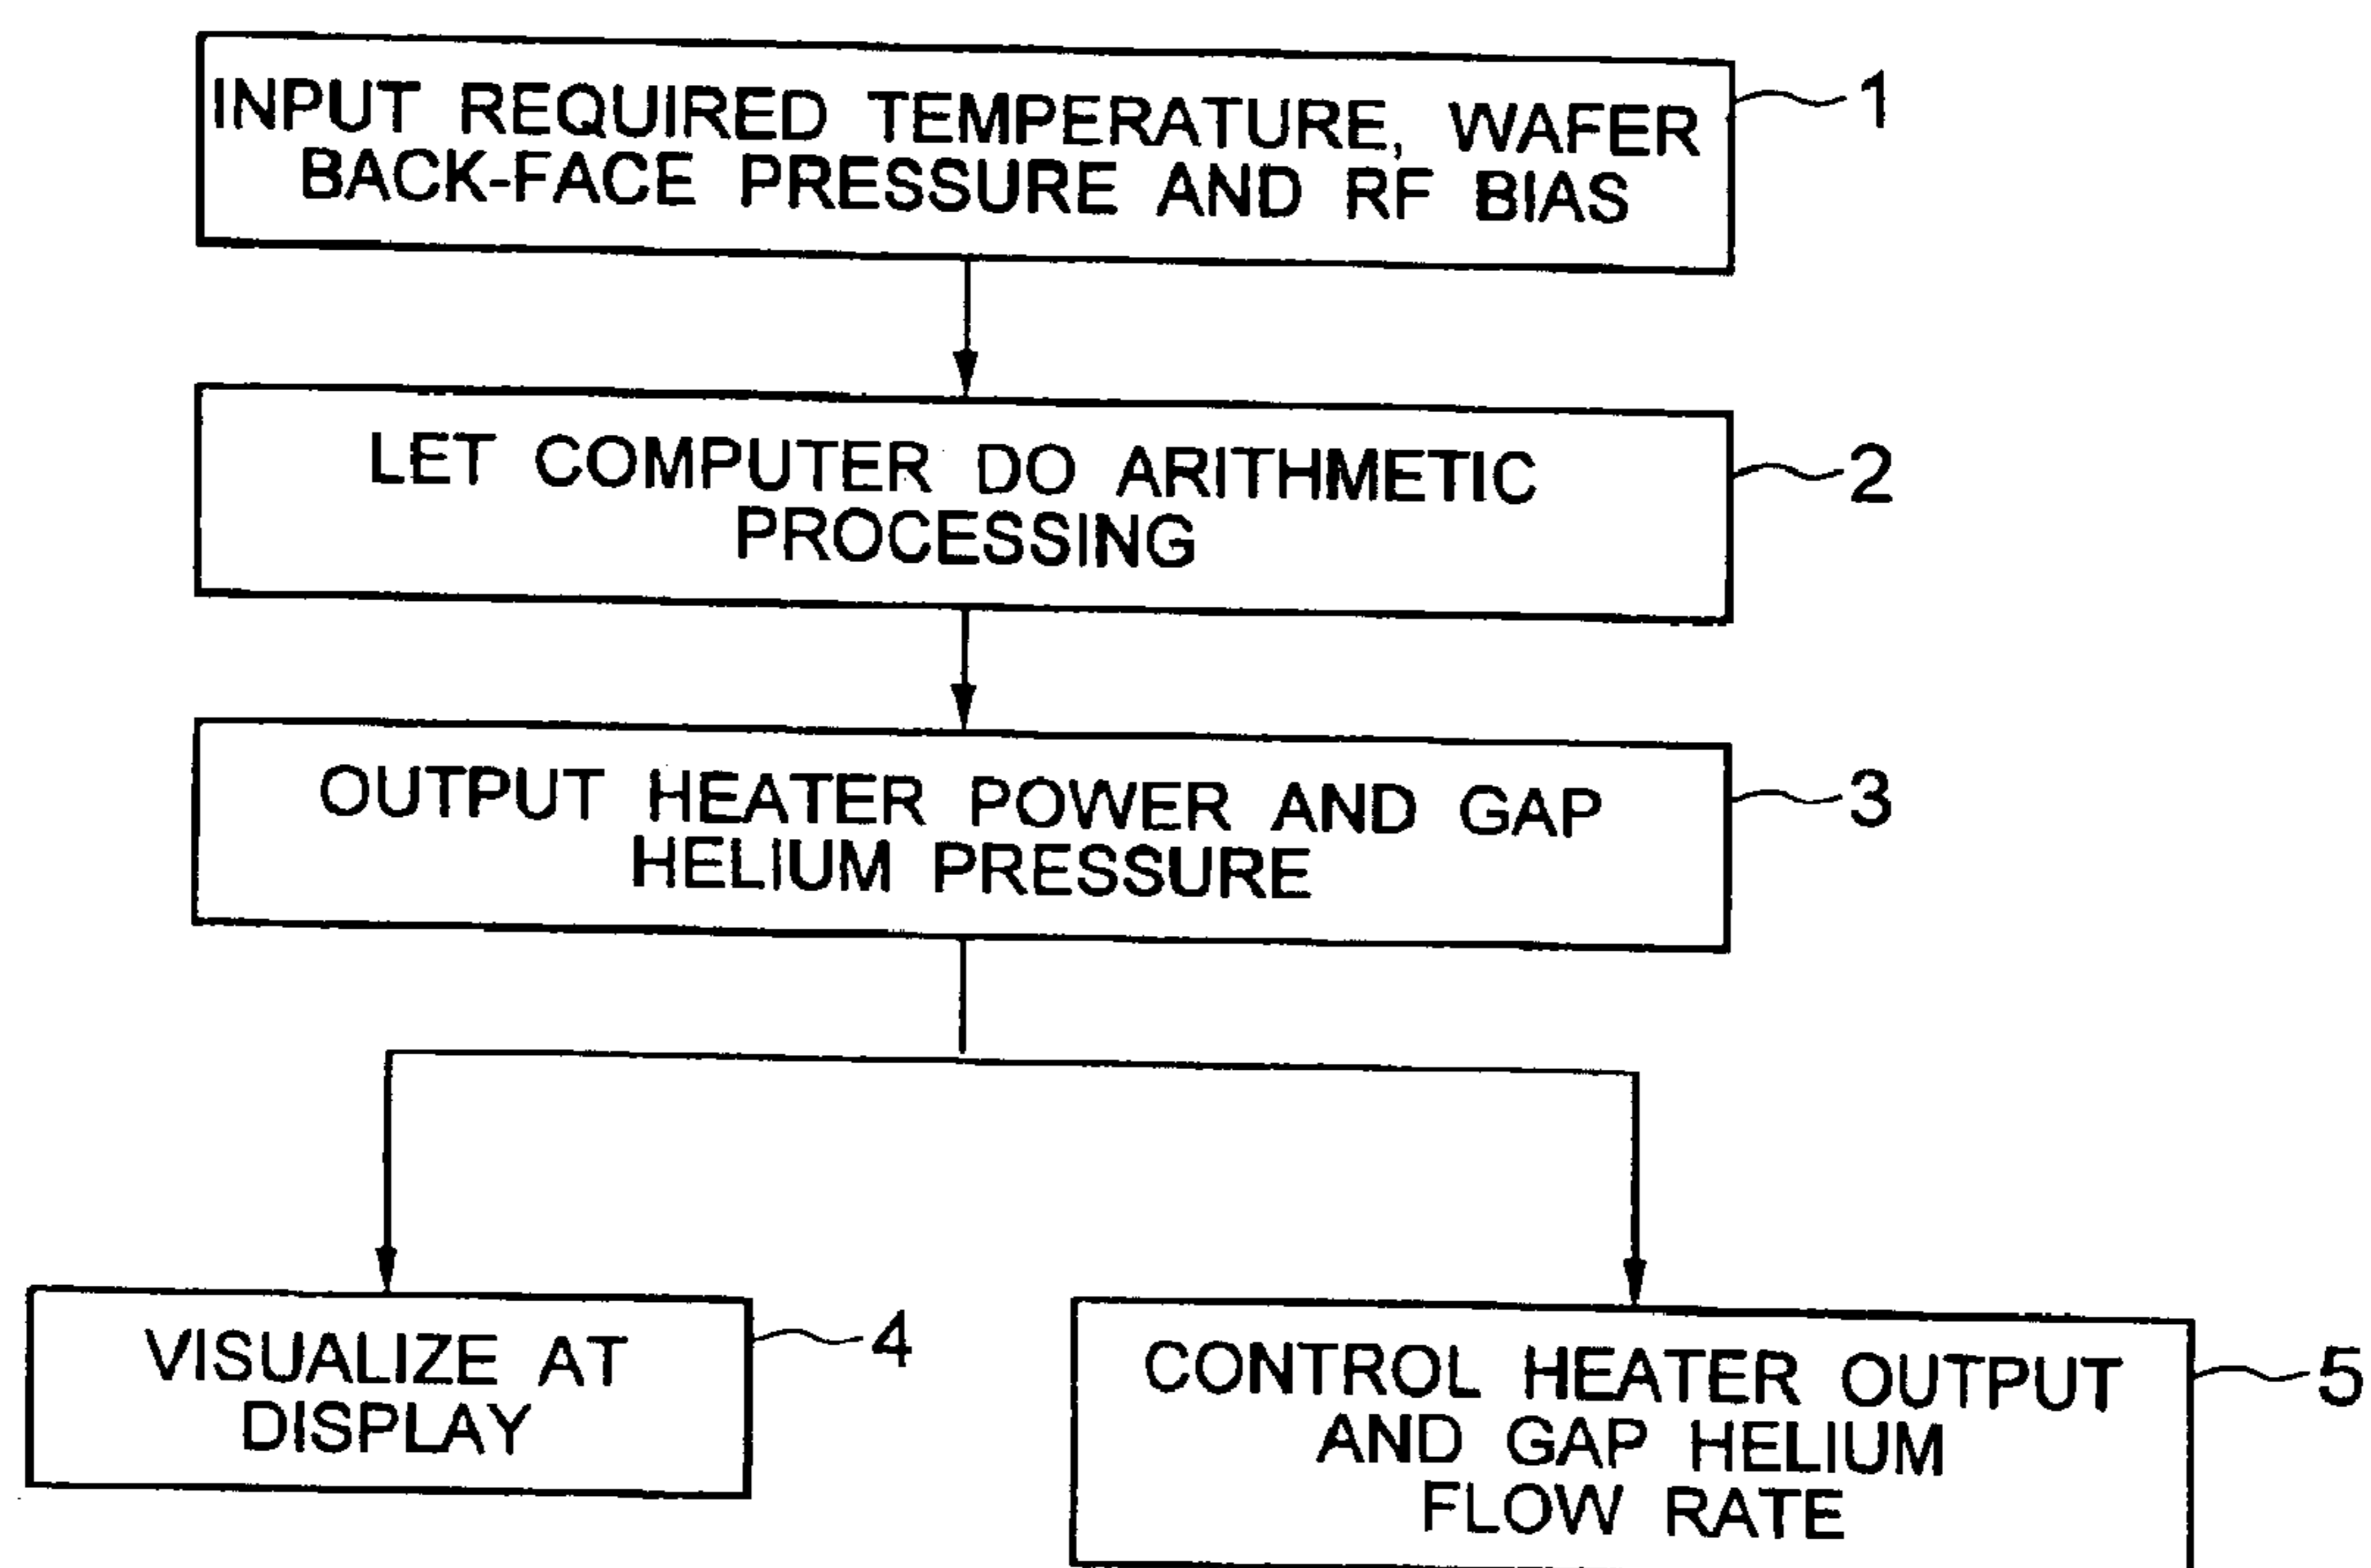 INPUT REQUIRED TEMPERATURE, WAFER
BACK-FACE PRESSURE AND RF BIAS
1
LET COMPUTER DO ARITHMETIC
PROCESSING
2
OUTPUT HEATER POWER AND GAP
HELIUM PRESSURE
3
VISUALIZE AT
DISPLAY
4
CONTROL HEATER OUTPUT
AND GAP HELIUM
FLOW RATE
5